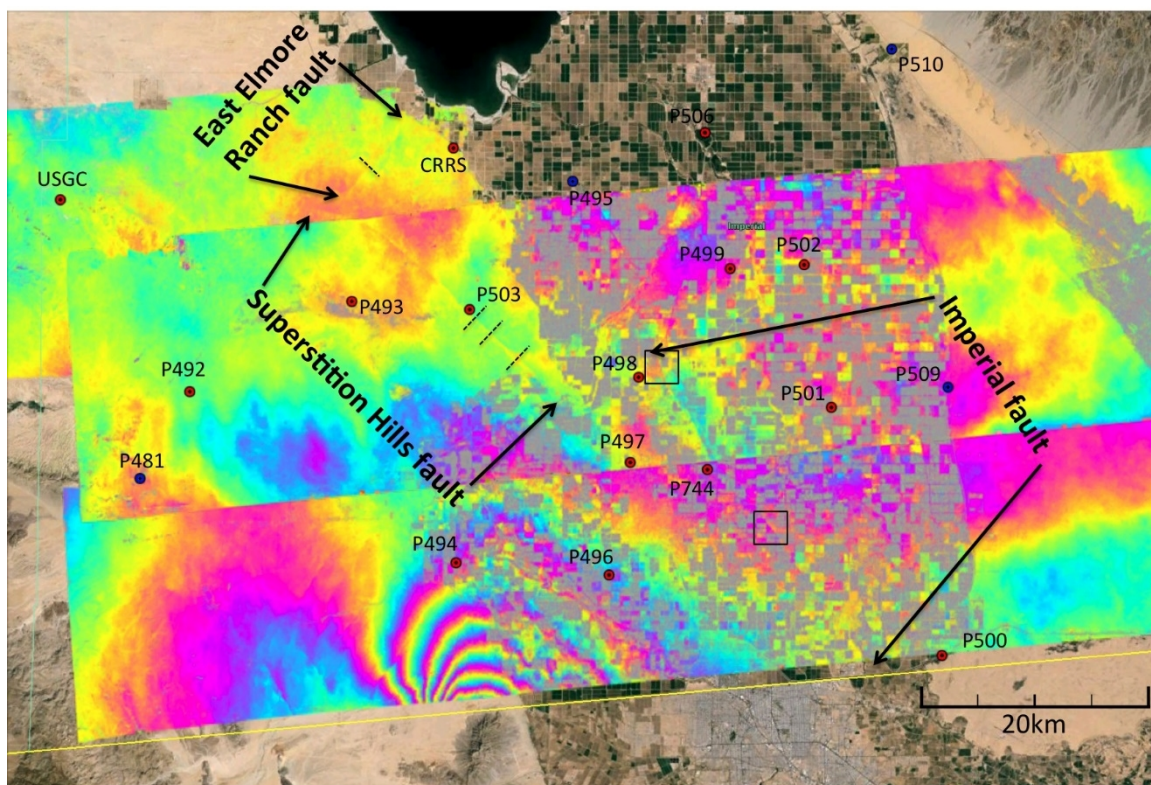 East Elmore
Ranch fault
P510
P506
CRRS
USGC
P495
Imperial
P502
P499
P493
P503
Superstition Hills fault
Imperial fault
P498
P492
P501
P509
P497
P481
P744
P494
P496
P500
20km